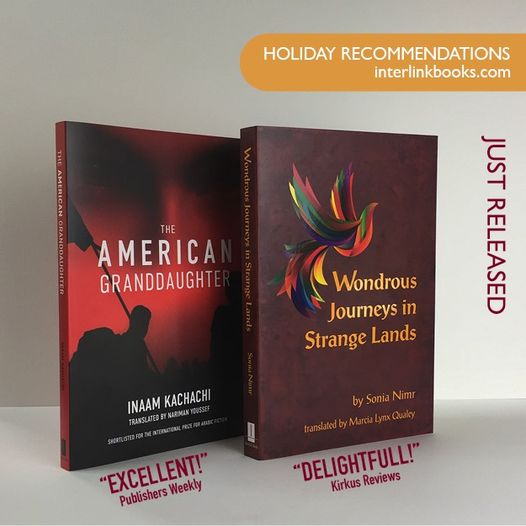 HOLIDAY RECOMMENDATIONS
interlinkbooks.com
JUST RELEASED
THE AMERICAN GRANDDAUGHTER
THE
AMERICAN
GRANDDAUGHTER
INAAM KACHACHI
TRANSLATED BY NARIMAN YOUSSEF
SHORTLISTED FOR THE INTERNATIONAL PRIZE FOR ARABIC FICTION
Wondrous Journeys in Strange Lands
Sonia Nimr
Wondrous
Journeys in
Strange Lands
by Sonia Nimr
translated by Marcia Lynx Qualey
"EXCELLENT!"
Publishers Weekly
"DELIGHTFULL!"
Kirkus Reviews